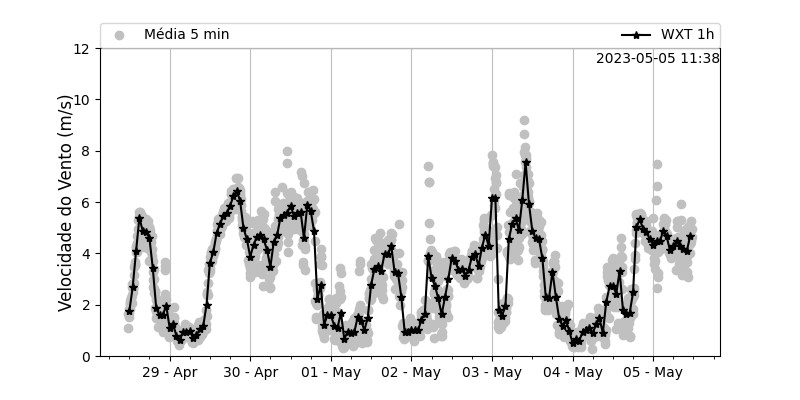 Média 5 min
WXT 1h
2023-05-05 11:38
Velocidade do Vento (m/s)
12
10
8
6
4
2
0
29 - Apr
30 - Apr
01 - May
02 - May
03 - May
04 - May
05 - May